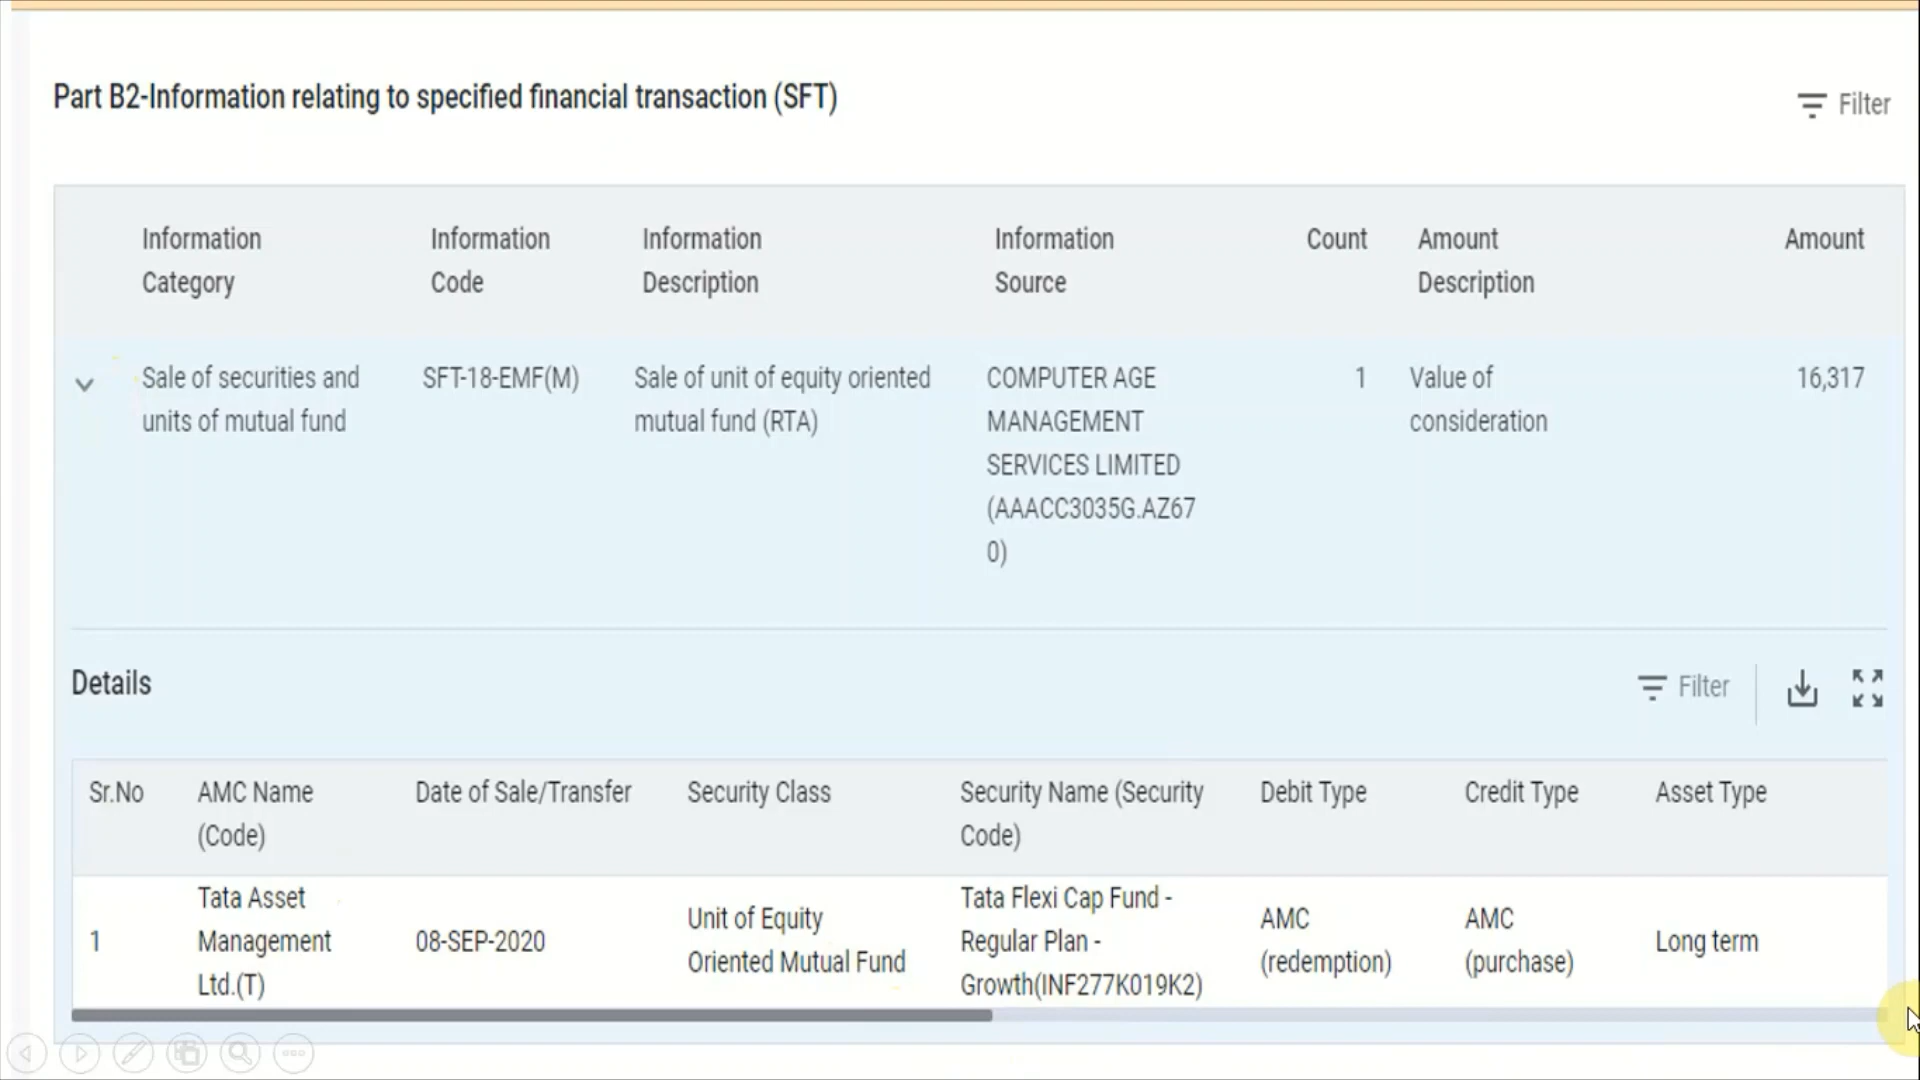 Part B2-Information relating to specified financial transaction (SFT)
Filter
Information Category
Information Code
Information Description
Information Source
Count
Amount Description
Amount
Sale of securities and
units of mutual fund
SFT-18-EMF(M)
Sale of unit of equity oriented
mutual fund (RTA)
COMPUTER AGE
MANAGEMENT
SERVICES LIMITED
(AAACC3035G.AZ67
0)
1
Value of
consideration
16,317
Details
Filter
Sr.No
AMC Name
(Code)
Date of Sale/Transfer
Security Class
Security Name (Security
Code)
Debit Type
Credit Type
Asset Type
1
Tata Asset
Management
Ltd.(T)
08-SEP-2020
Unit of Equity
Oriented Mutual Fund
Tata Flexi Cap Fund -
Regular Plan -
Growth(INF277K019K2)
AMC
(redemption)
AMC
(purchase)
Long term